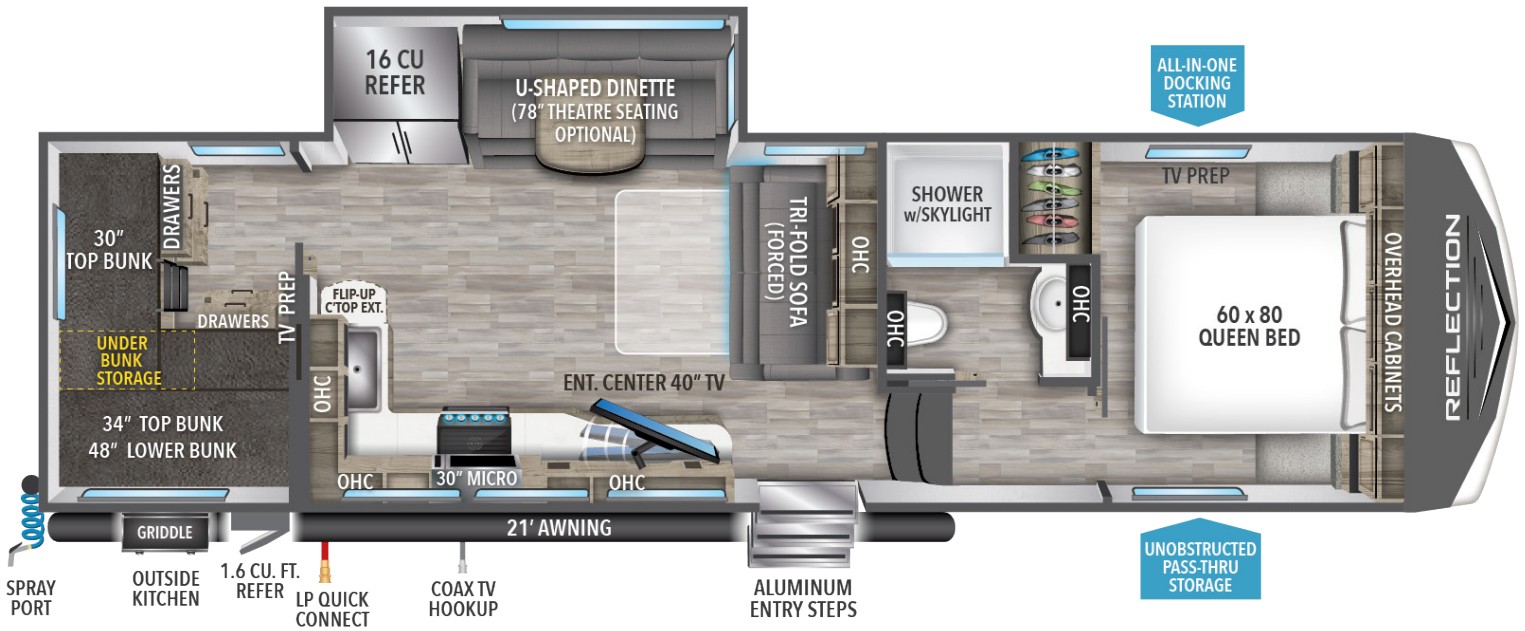 16 CU
REFER
U-SHAPED DINETTE
(78" THEATRE SEATING
OPTIONAL)
ALL-IN-ONE
DOCKING
STATION
DRAWERS
30"
TOP BUNK
DRAWERS
TV PREP
UNDER
BUNK
STORAGE
34" TOP BUNK
48" LOWER BUNK
FLIP-UP
C'TOP EXT.
OHC
OHC
30" MICRO
OHC
ENT. CENTER 40" TV
TRI-FOLD SOFA
(FORCED)
OHC
SHOWER
w/SKYLIGHT
OHC
OHC
TV PREP
60 x 80
QUEEN BED
OVERHEAD CABINETS
REFLECTION
GRIDDLE
21' AWNING
SPRAY
PORT
OUTSIDE
KITCHEN
1.6 CU. FT.
REFER
LP QUICK
CONNECT
COAX TV
HOOKUP
ALUMINUM
ENTRY STEPS
UNOBSTRUCTED
PASS-THRU
STORAGE